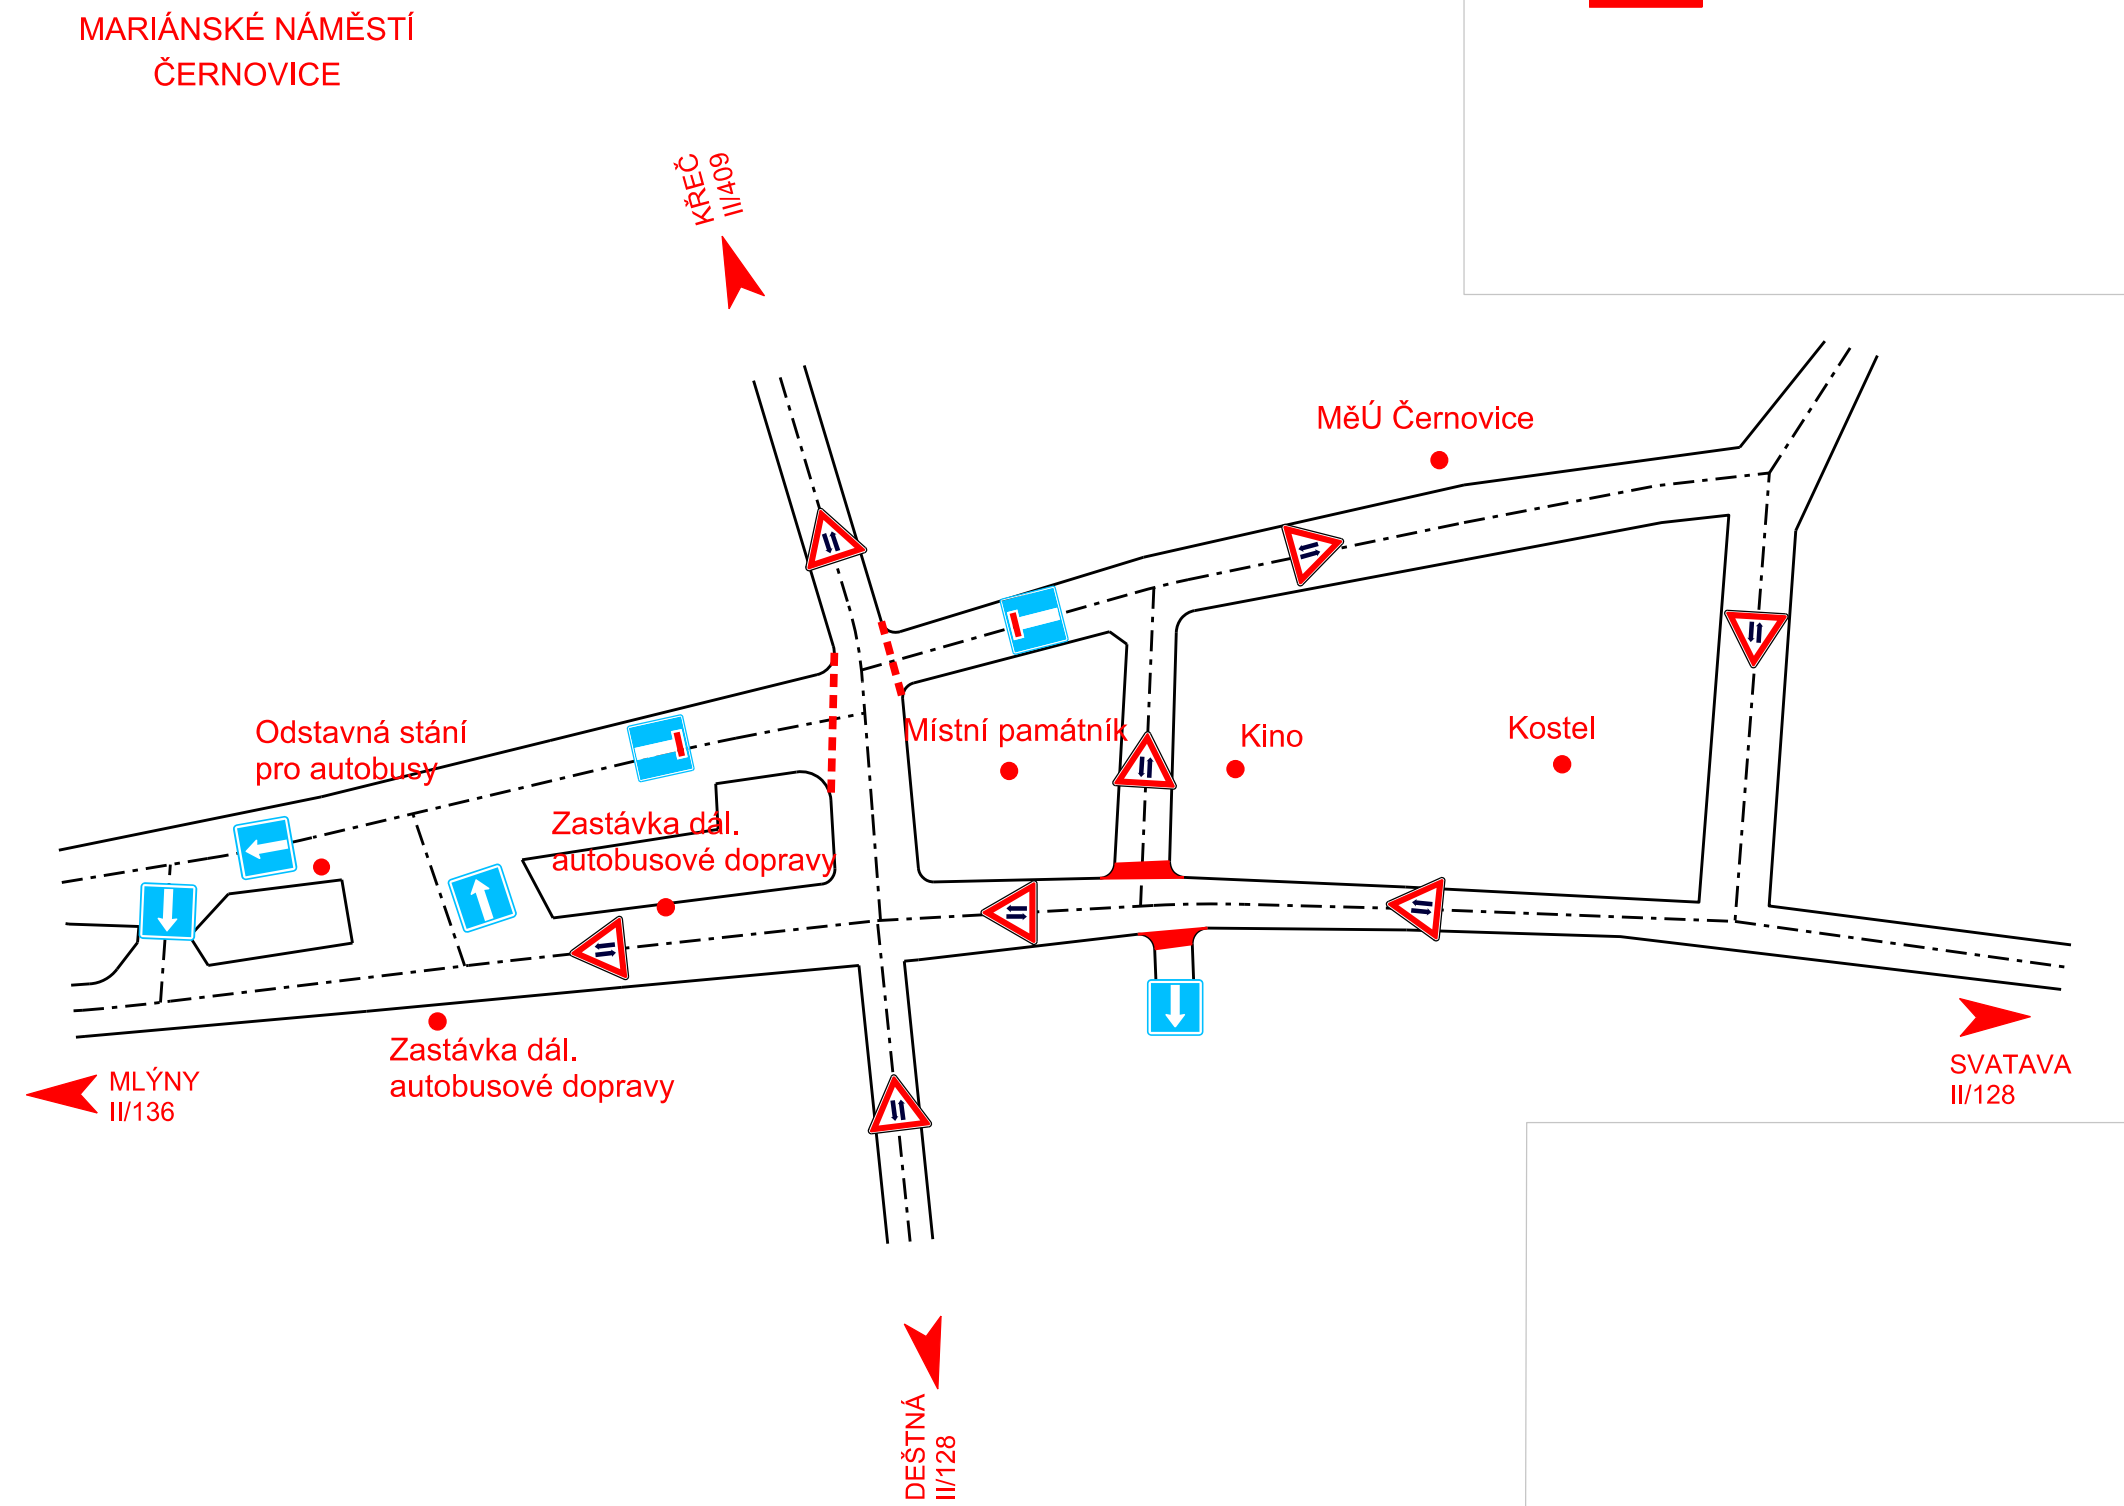 MARIÁNSKÉ NÁMĚSTÍ
ČERNOVICE
KŘEČ
II/409
MěÚ Černovice
Odstavná stání
pro autobusy
Místní památník
Kino
Kostel
Zastávka dál.
autobusové dopravy
Zastávka dál.
autobusové dopravy
MLÝNY
II/136
SVATAVA
II/128
DEŠTNÁ
II/128